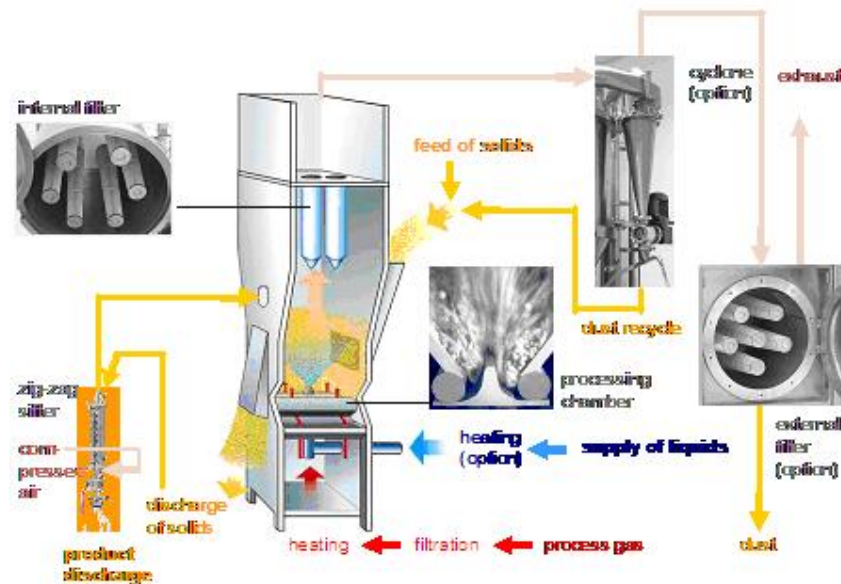 internal filter
cyclone
(option)
exhaust
feed of solids
dust recycle
zig-zag
sifter
processing
chamber
com-
pressed
air
heating
(option)
supply of liquids
external
filter
(option)
discharge
of solids
product
discharge
heating
filtration
process gas
dust